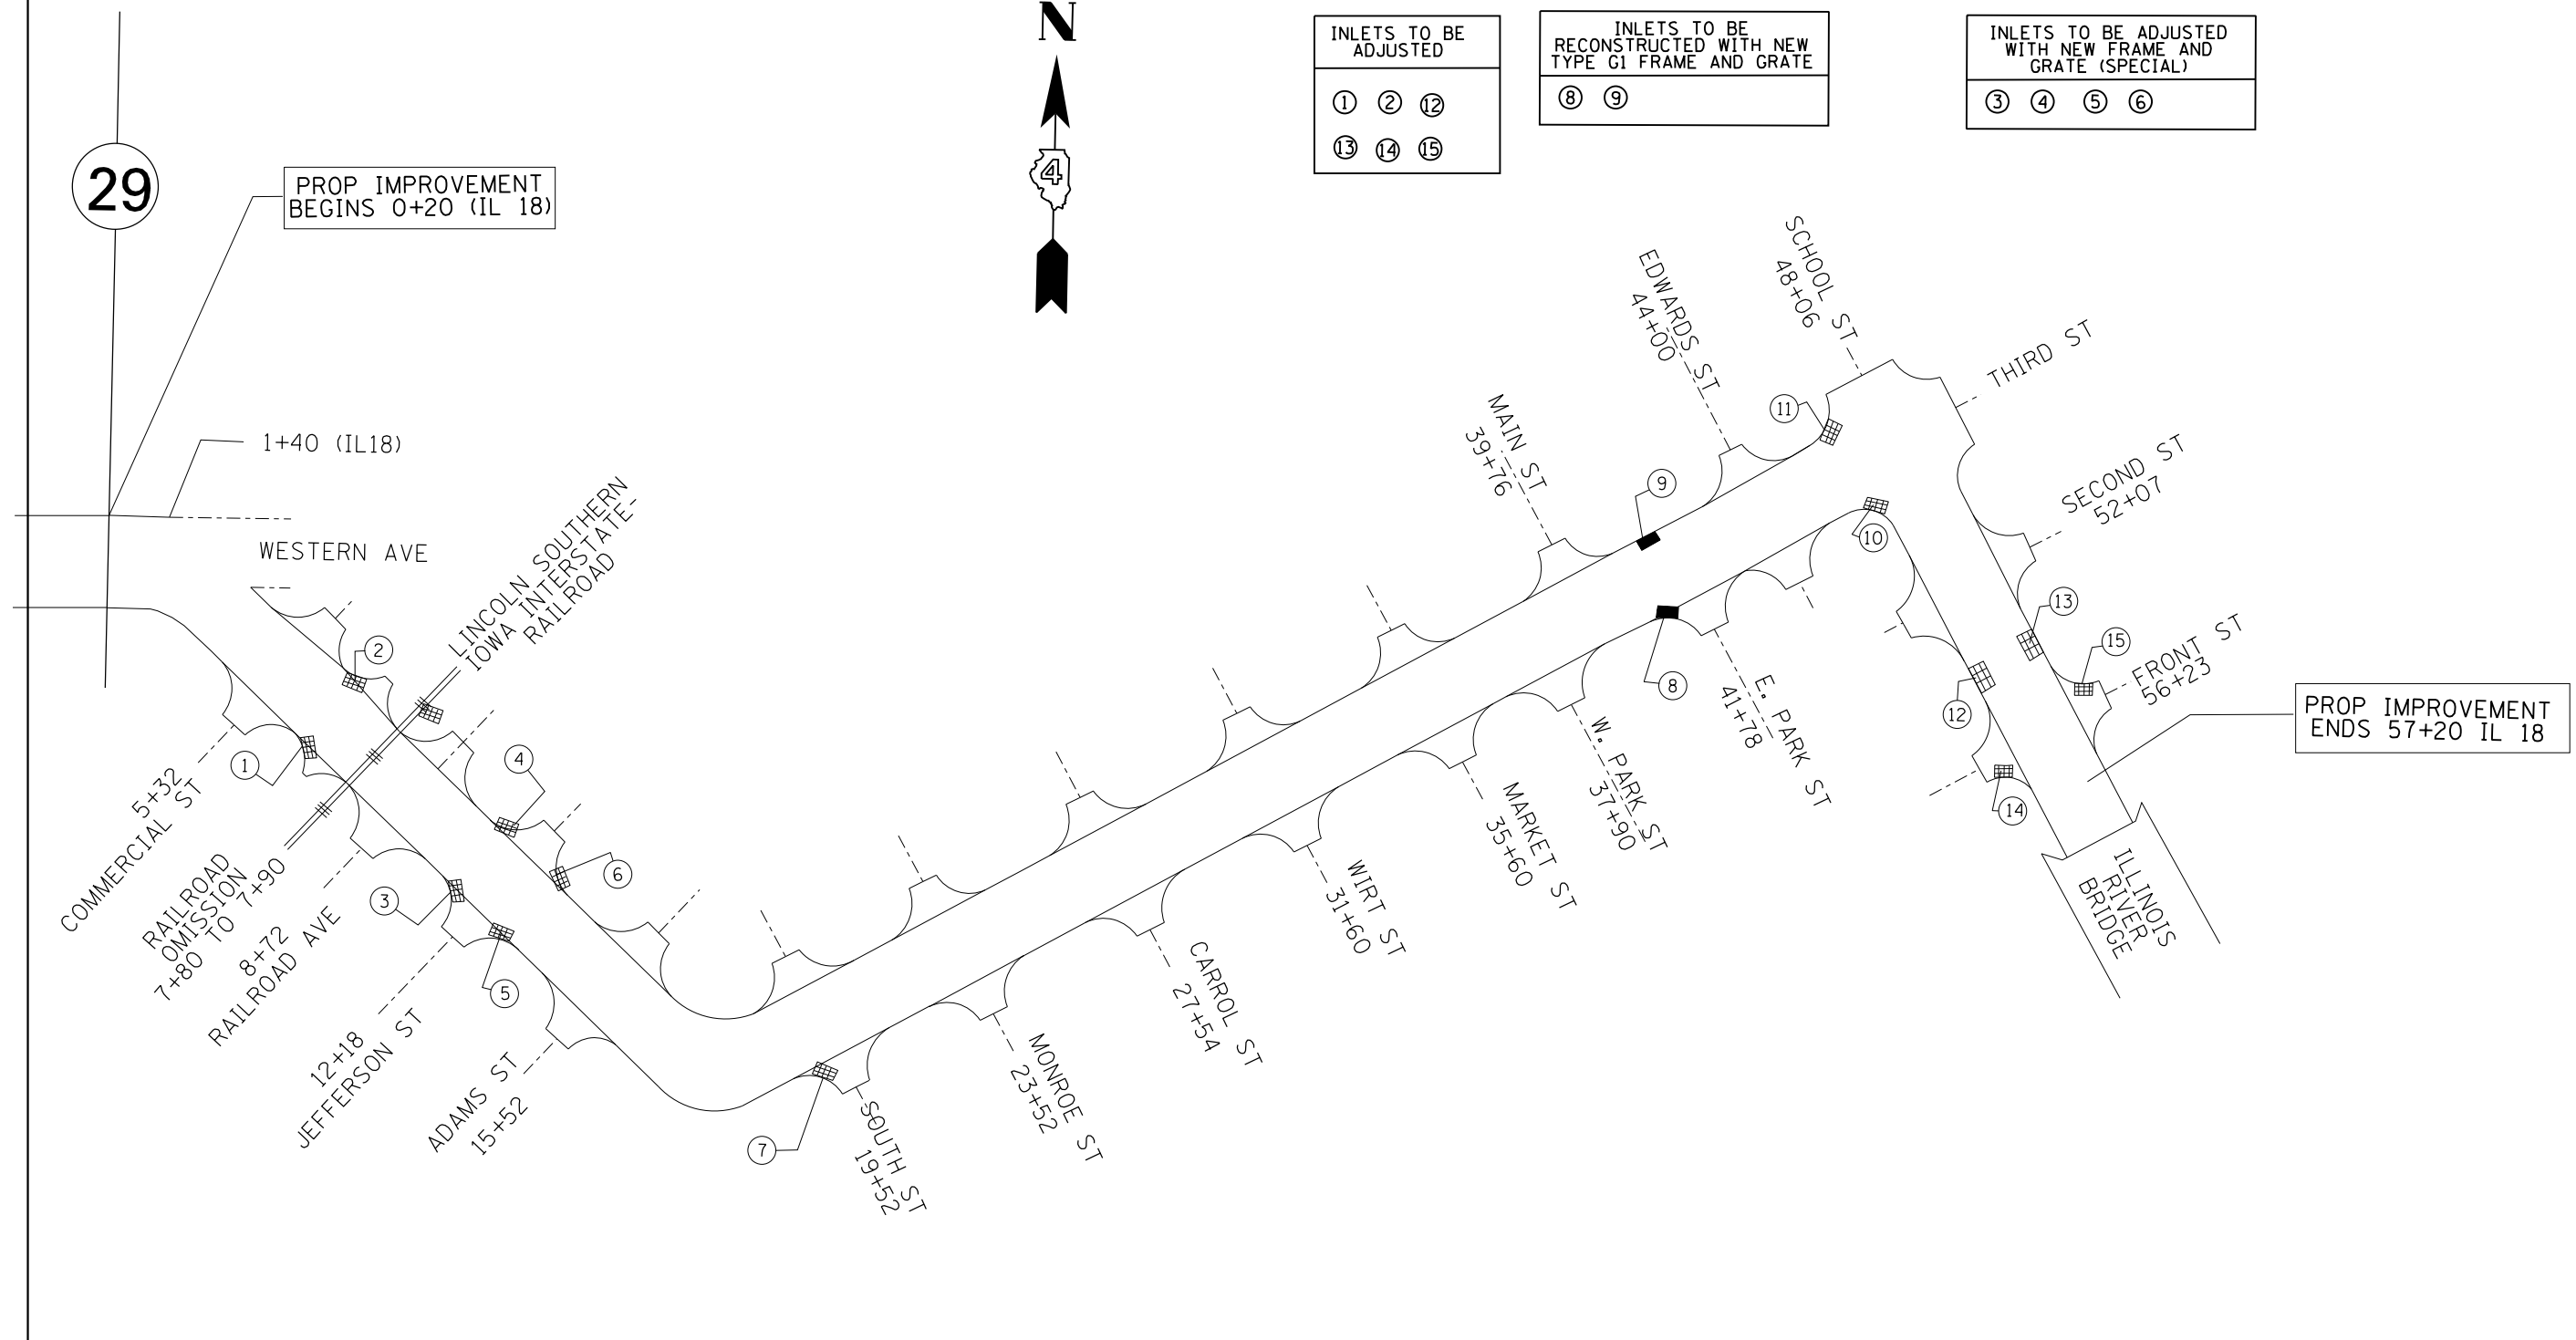 N
4
INLETS TO BE
ADJUSTED
1 2 12
13 14 15
INLETS TO BE
RECONSTRUCTED WITH NEW
TYPE G1 FRAME AND GRATE
8 9
INLETS TO BE ADJUSTED
WITH NEW FRAME AND
GRATE (SPECIAL)
3 4 5 6
29
PROP IMPROVEMENT
BEGINS 0+20 (IL 18)
1+40 (IL18)
WESTERN AVE
LINCOLN SOUTHERN
IOWA INTERSTATE
RAILROAD
2
1
5+32
COMMERCIAL ST
RAILROAD
OMISSION
7+80 TO 7+90
8+72
RAILROAD AVE
4
6
3
5
12+18
JEFFERSON ST
ADAMS ST
15+52
7
SOUTH ST
19+52
MONROE ST
23+52
CARROL ST
27+54
WIRT ST
31+60
MARKET ST
35+60
W. PARK ST
37+90
MAIN ST
39+76
E. PARK ST
41+78
EDWARDS ST
44+00
SCHOOL ST
48+06
THIRD ST
SECOND ST
52+07
FRONT ST
56+23
11
9
10
8
13
15
12
14
PROP IMPROVEMENT
ENDS 57+20 IL 18
ILLINOIS
RIVER
BRIDGE